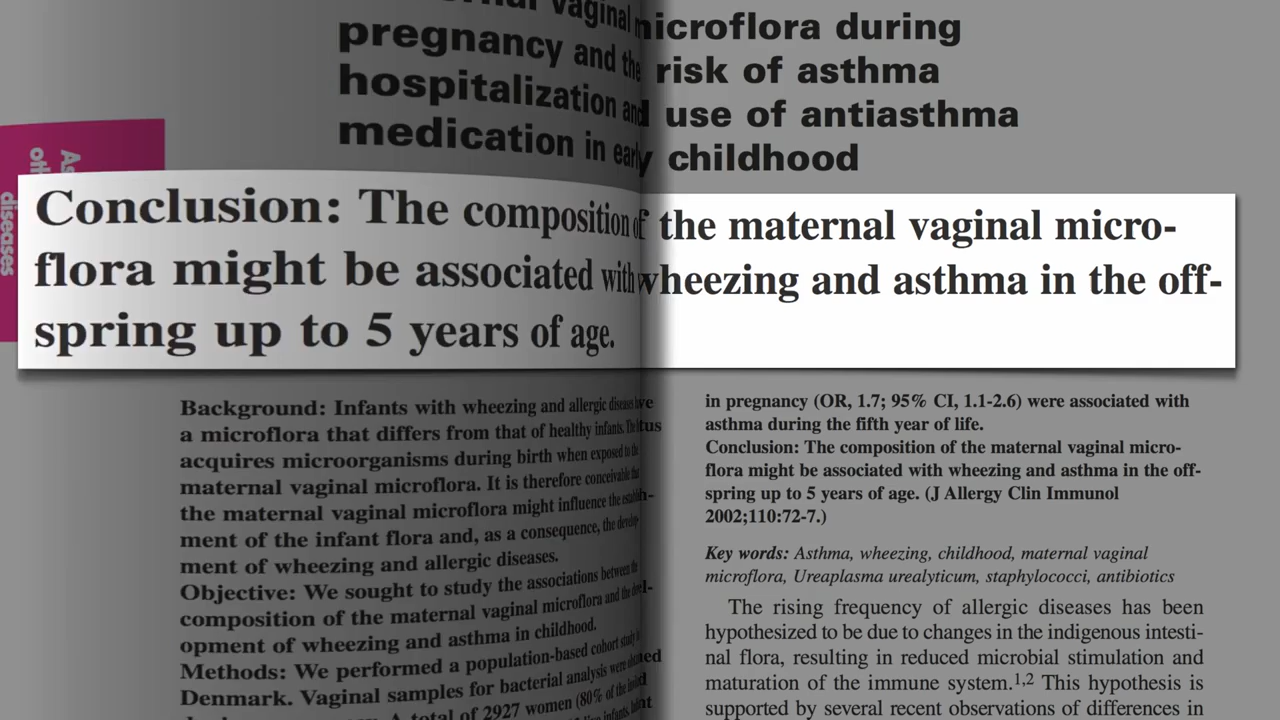 vaginal microflora during
pregnancy and the risk of asthma
hospitalization and use of antiasthma
medication in early childhood
diseases
Conclusion: The composition of the maternal vaginal micro-
flora might be associated with wheezing and asthma in the off-
spring up to 5 years of age.
Background: Infants with wheezing and allergic diseases have
a microflora that differs from that of healthy infants. The fetus
acquires microorganisms during birth when exposed to the
maternal vaginal microflora. It is therefore conceivable that
the maternal vaginal microflora might influence the establish-
ment of the infant flora and, as a consequence, the develop-
ment of wheezing and allergic diseases.
Objective: We sought to study the associations between the
composition of the maternal vaginal microflora and the devel-
opment of wheezing and asthma in childhood.
Methods: We performed a population-based cohort study in
Denmark. Vaginal samples for bacterial analysis were obtained
A total of 2927 women (80% of the invited
in pregnancy (OR, 1.7; 95% CI, 1.1-2.6) were associated with
asthma during the fifth year of life.
Conclusion: The composition of the maternal vaginal micro-
flora might be associated with wheezing and asthma in the off-
spring up to 5 years of age. (J Allergy Clin Immunol
2002;110:72-7.)
Key words: Asthma, wheezing, childhood, maternal vaginal
microflora, Ureaplasma urealyticum, staphylococci, antibiotics
The rising frequency of allergic diseases has been
hypothesized to be due to changes in the indigenous intesti-
nal flora, resulting in reduced microbial stimulation and
maturation of the immune system.1,2 This hypothesis is
supported by several recent observations of differences in